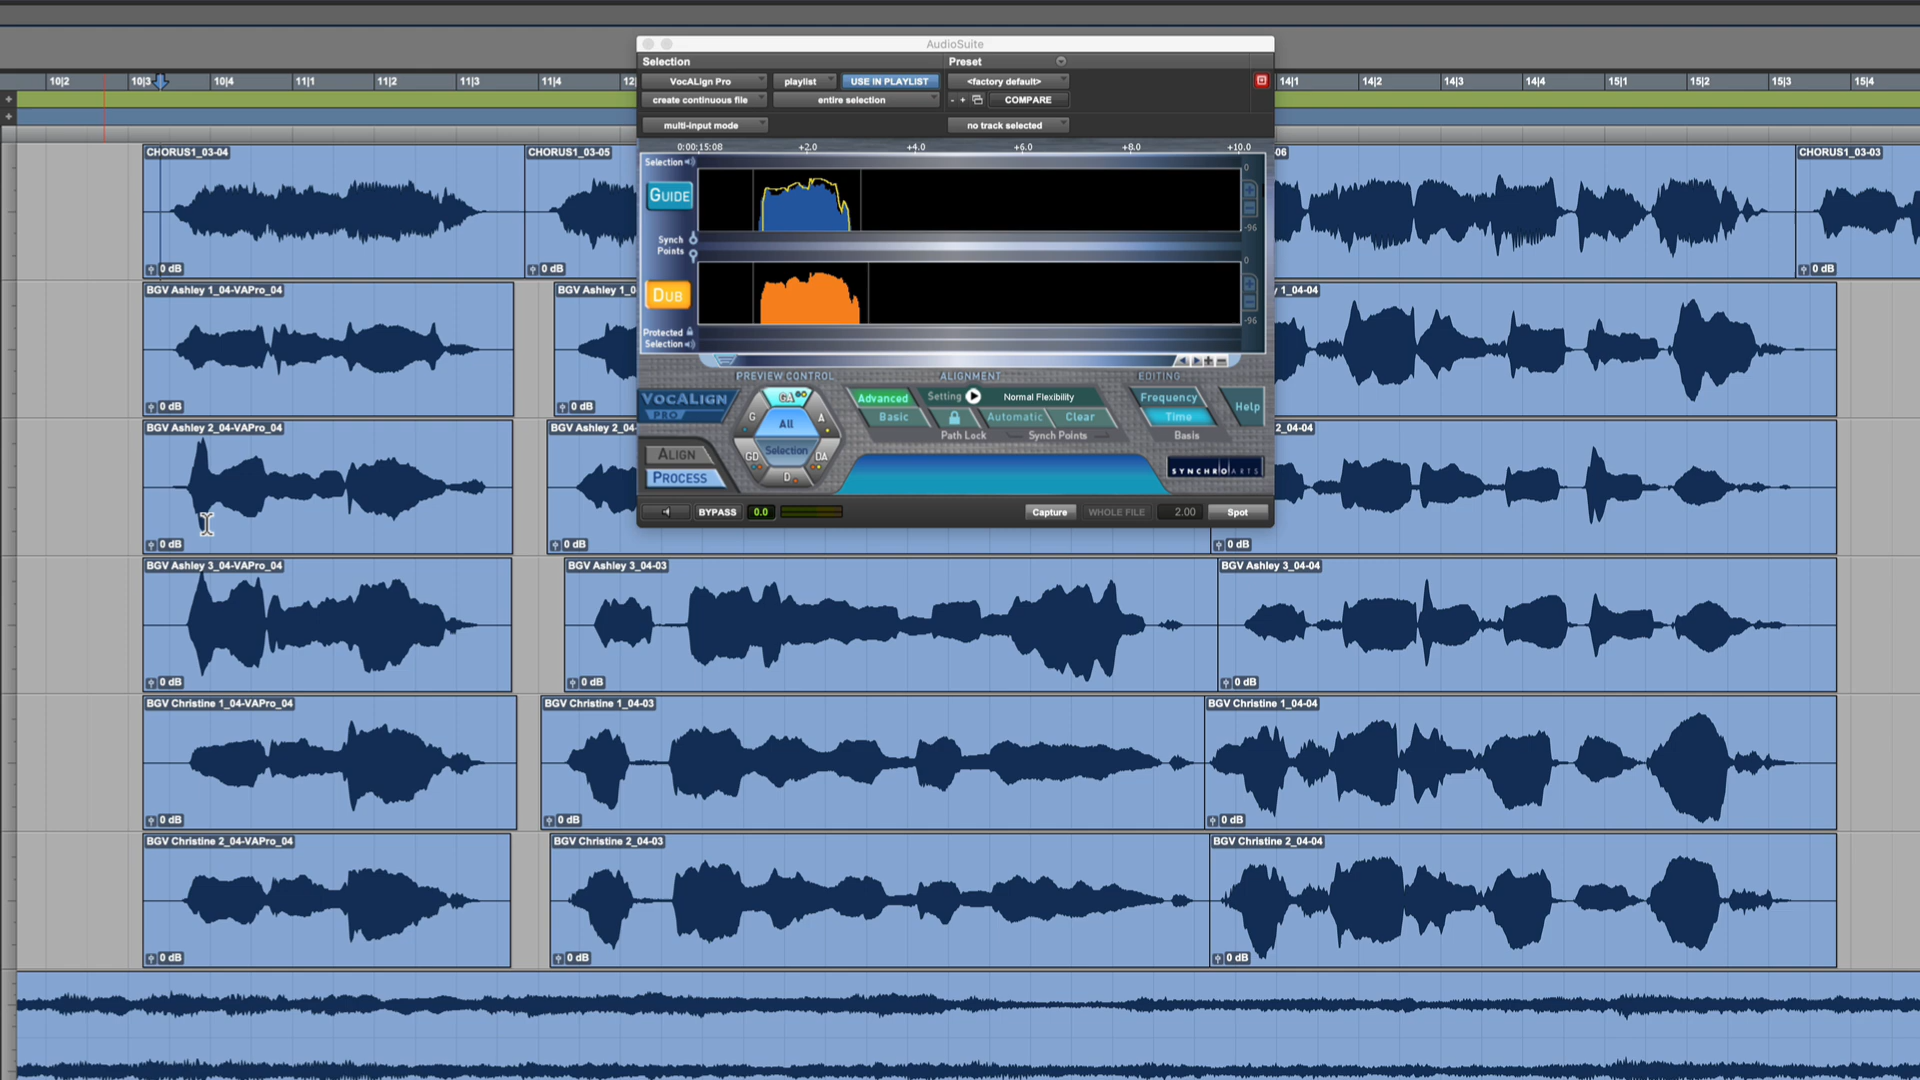 AudioSuite
Selection Preset
VocALign Pro playlist USE IN PLAYLIST <factory default>
create continuous file entire selection - + COMPARE
multi-input mode no track selected
10|2 10|3 10|4 11|1 11|2 11|3 11|4 12 14|1 14|2 14|3 14|4 15|1 15|2 15|3 15|4
0:00:15:08 +2.0 +4.0 +6.0 +8.0 +10.0
Selection
GUIDE
0
-96
Synch
Points
DUB
0
-96
Protected
Selection
PREVIEW CONTROL ALIGNMENT EDITING
VOCALIGN
PRO
G GA A
All
Selection
GD D DA
Advanced Setting Normal Flexibility
Basic Automatic Clear
Path Lock Synch Points
Frequency
Time
Basis
Help
ALIGN
PROCESS
SYNCHROARTS
BYPASS 0.0 Capture WHOLE FILE 2.00 Spot
CHORUS1_03-04 CHORUS1_03-05 06 CHORUS1_03-03
0 dB 0 dB 0 dB
BGV Ashley 1_04-VAPro_04 BGV Ashley 1_0 y 1_04-04
0 dB 0 dB
BGV Ashley 2_04-VAPro_04 BGV Ashley 2_04- 2_04-04
0 dB 0 dB 0 dB
BGV Ashley 3_04-VAPro_04 BGV Ashley 3_04-03 BGV Ashley 3_04-04
0 dB 0 dB 0 dB
BGV Christine 1_04-VAPro_04 BGV Christine 1_04-03 BGV Christine 1_04-04
0 dB 0 dB 0 dB
BGV Christine 2_04-VAPro_04 BGV Christine 2_04-03 BGV Christine 2_04-04
0 dB 0 dB 0 dB